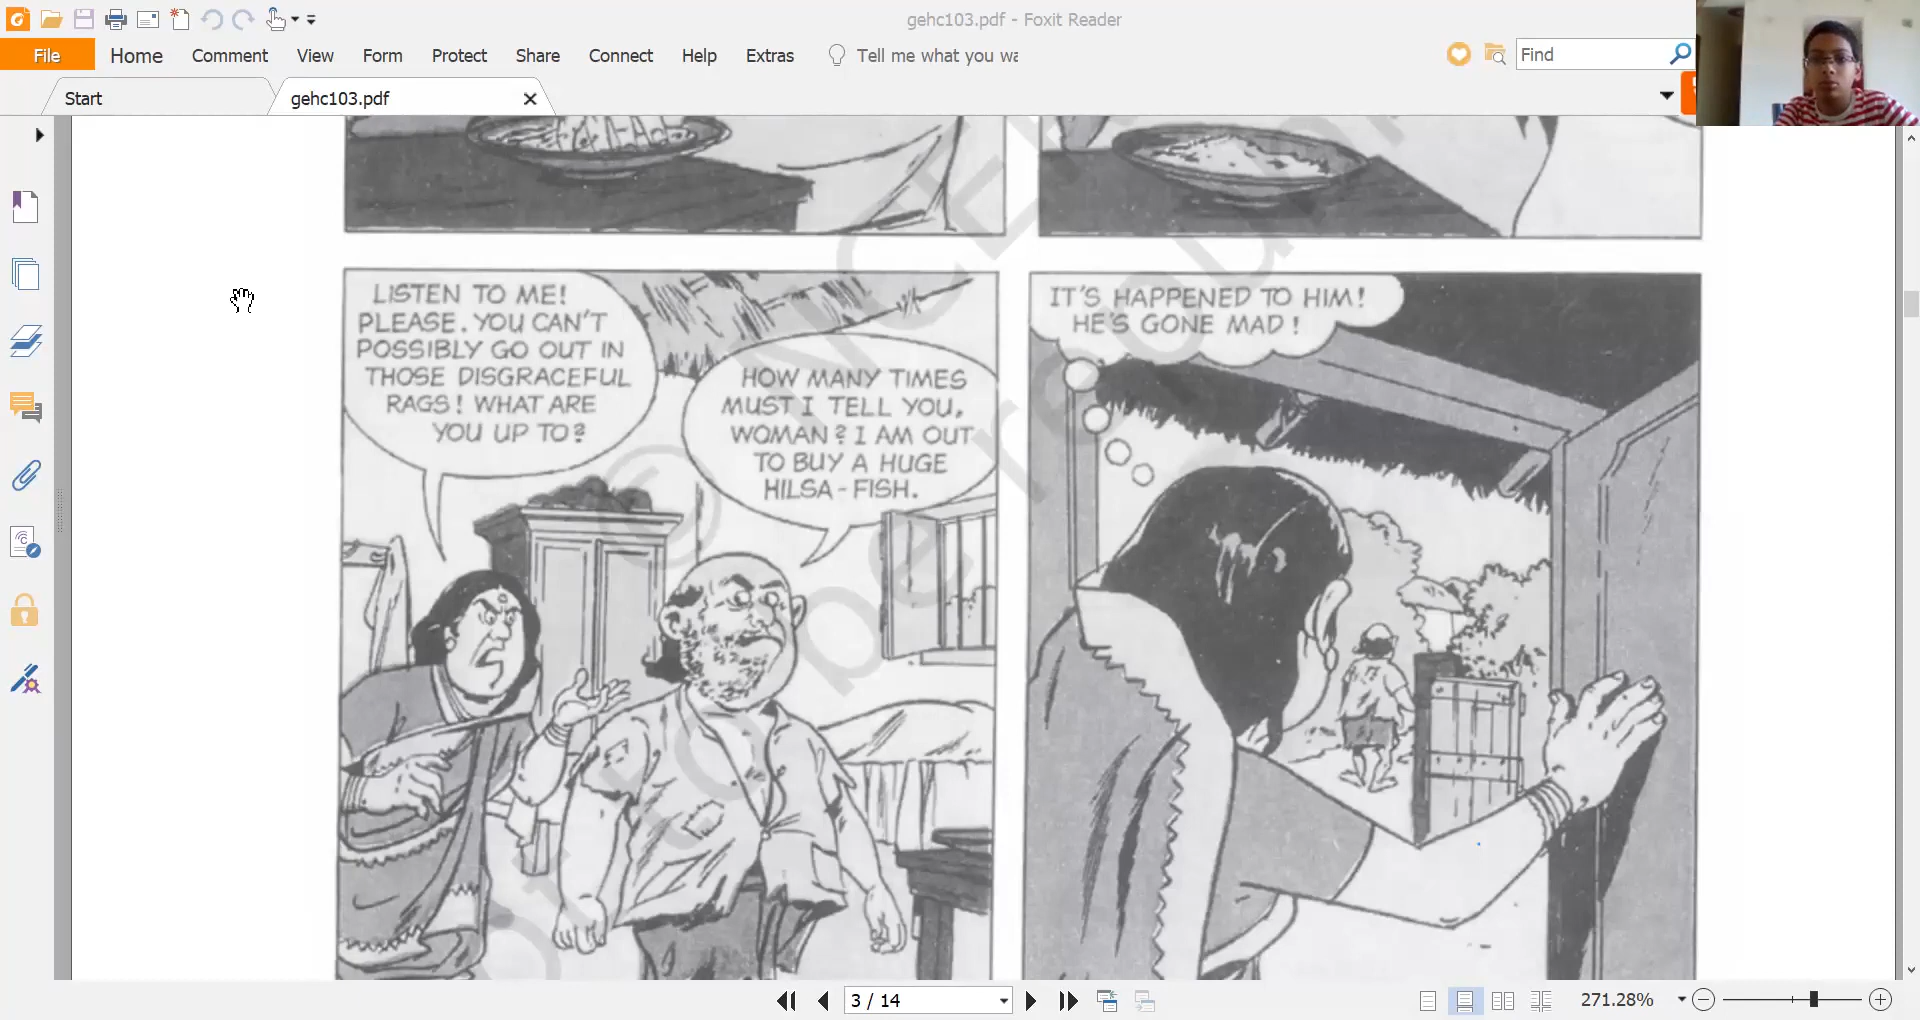 gehc103.pdf - Foxit Reader
File Home Comment View Form Protect Share Connect Help Extras Tell me what you wa Find
Start gehc103.pdf
LISTEN TO ME!
PLEASE. YOU CAN'T
POSSIBLY GO OUT IN
THOSE DISGRACEFUL
RAGS! WHAT ARE
YOU UP TO?
HOW MANY TIMES
MUST I TELL YOU,
WOMAN? I AM OUT
TO BUY A HUGE
HILSA-FISH.
IT'S HAPPENED TO HIM!
HE'S GONE MAD!
3 / 14
271.28%